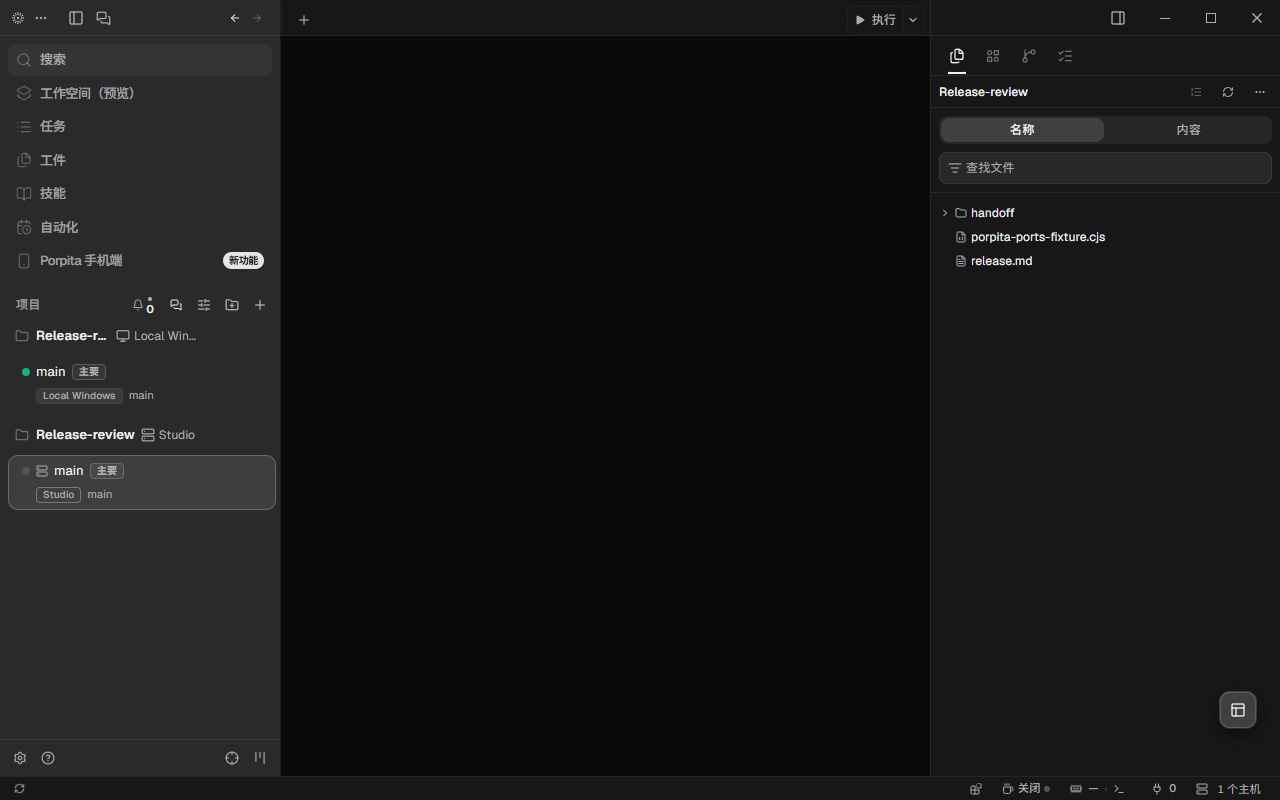 执行
搜索
工作空间（预览）
任务
工件
技能
自动化
Porpita 手机端 新功能
项目 0
Release-r... Local Win...
main 主要
Local Windows main
Release-review Studio
main 主要
Studio main
Release-review
名称 内容
查找文件
handoff
porpita-ports-fixture.cjs
release.md
关闭 0 1 个主机